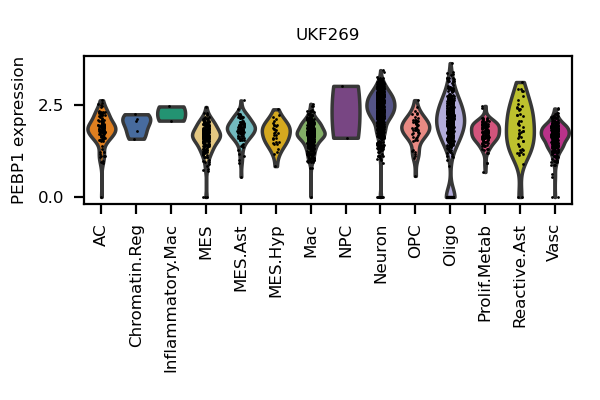 UKF269
PEBP1 expression
2.5
0.0
AC
Chromatin.Reg
Inflammatory.Mac
MES
MES.Ast
MES.Hyp
Mac
NPC
Neuron
OPC
Oligo
Prolif.Metab
Reactive.Ast
Vasc